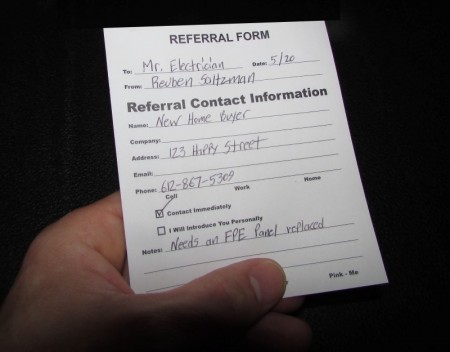 REFERRAL FORM
To: Mr. Electrician Date: 5/20
From: Reuben Saltzman
Referral Contact Information
Name: New Home Buyer
Company:
Address: 123 Happy Street
Email:
Phone: 612-867-5309
Cell Work Home
Contact Immediately
I Will Introduce You Personally
Notes: Needs an FPE Panel replaced
Pink - Me